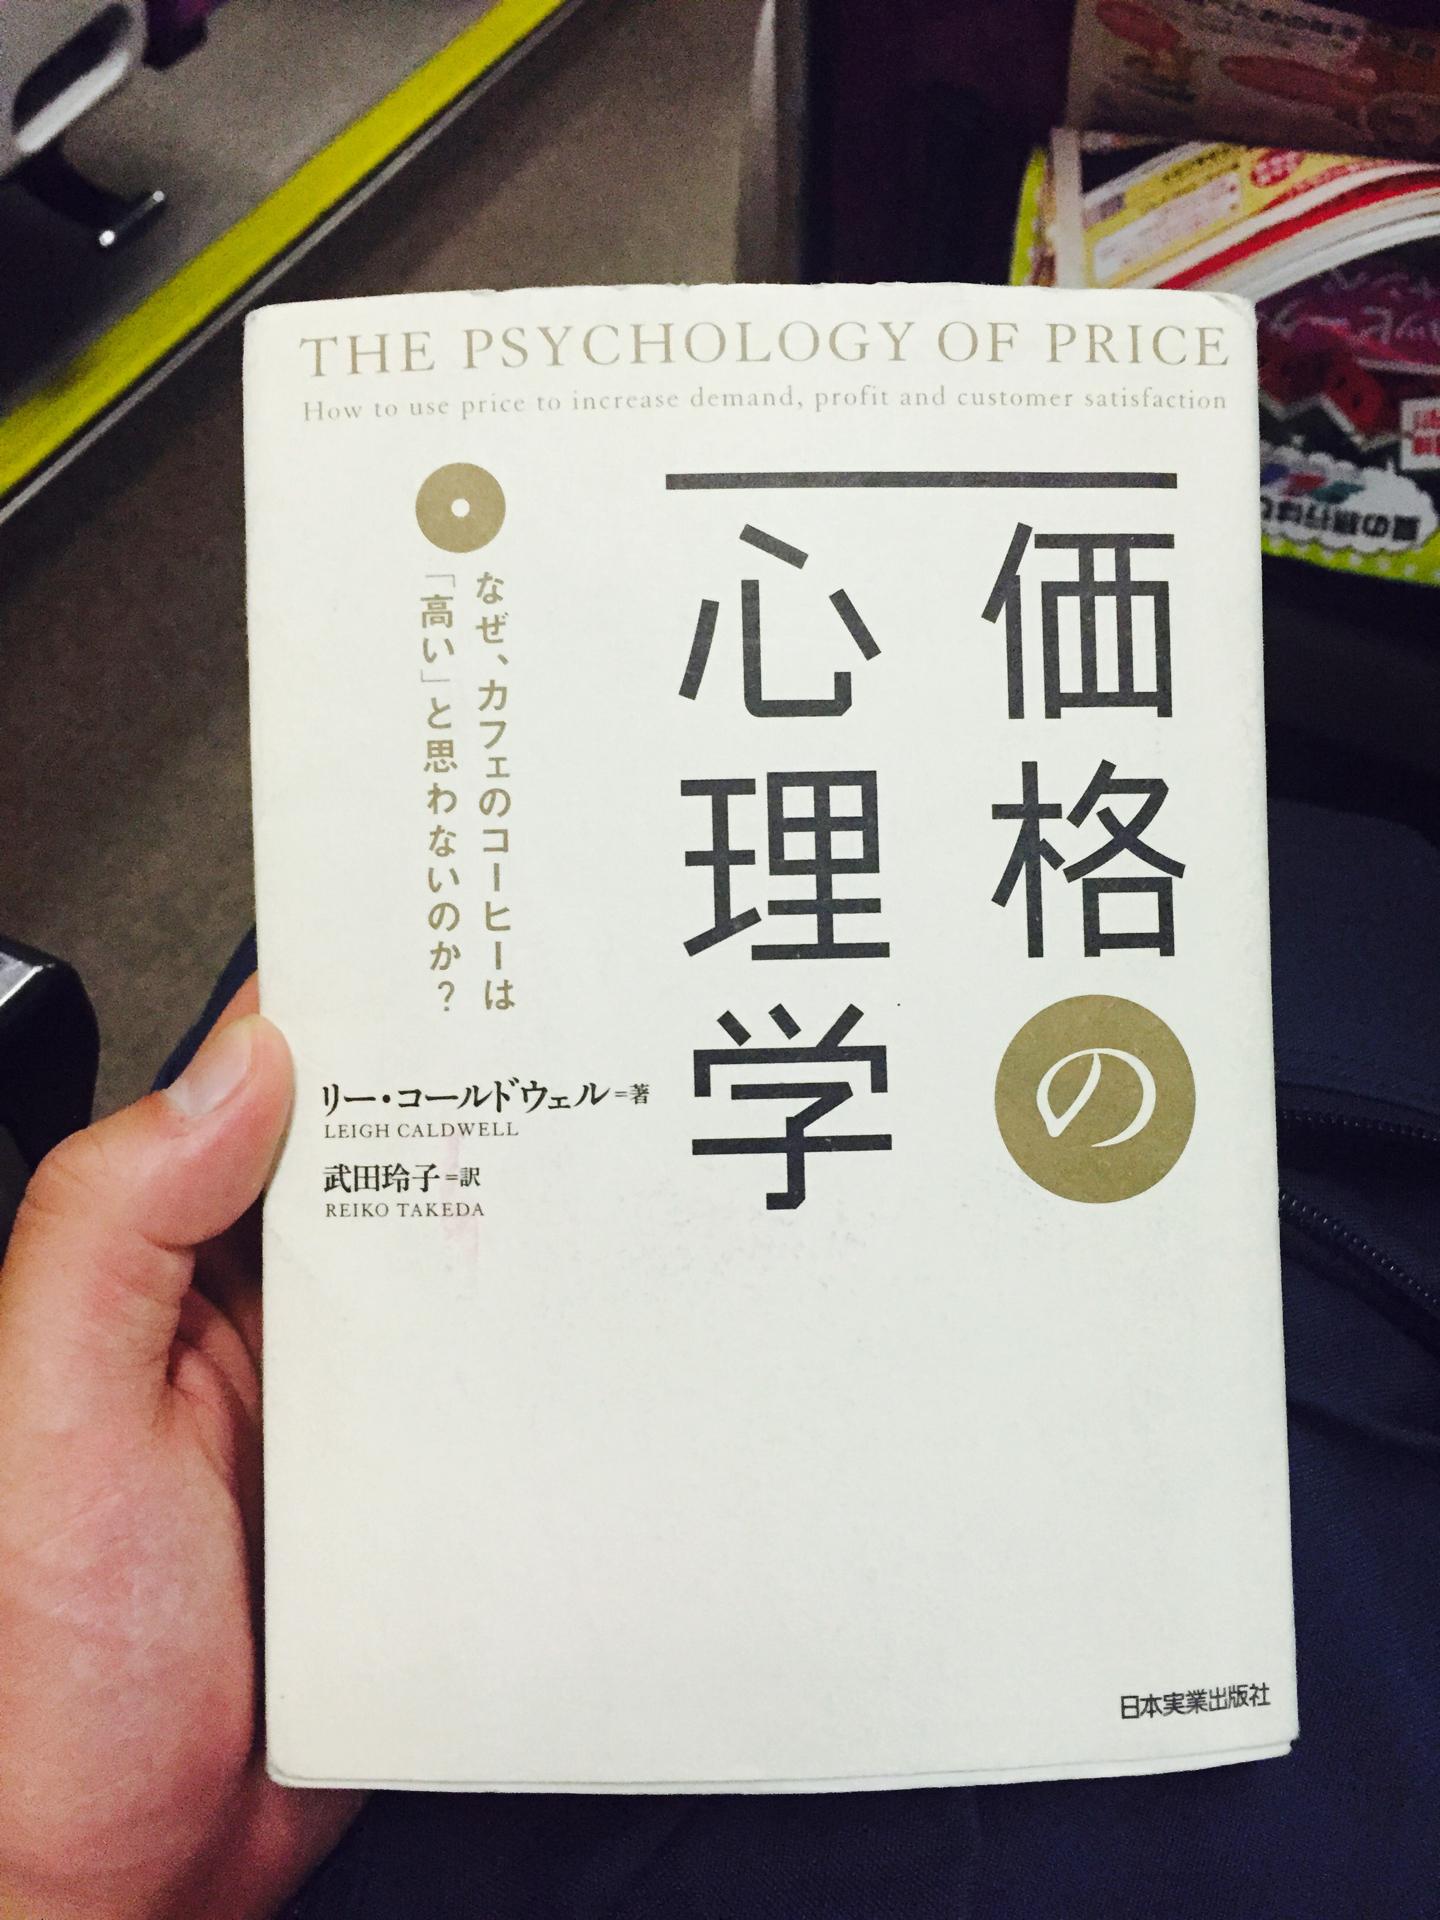 THE PSYCHOLOGY OF PRICE
How to use price to increase demand, profit and customer satisfaction
価格の
心理学
なぜ、カフェのコーヒーは
「高い」と思わないのか?
リー・コールドウェル=著
LEIGH CALDWELL
武田玲子=訳
REIKO TAKEDA
日本実業出版社